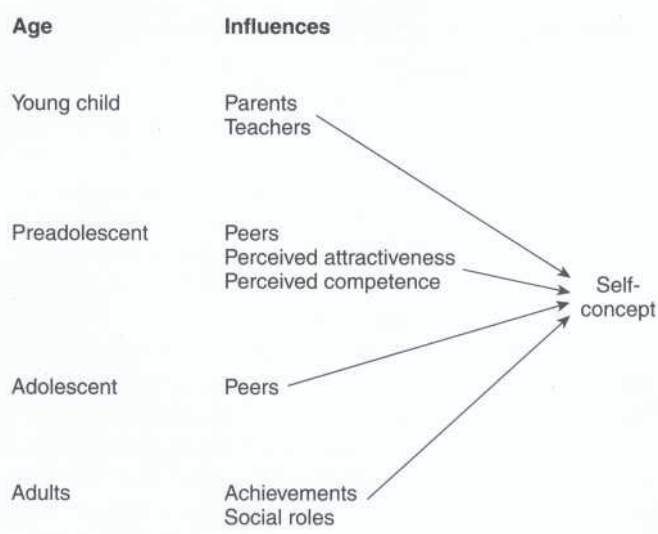 Age Influences
Young child Parents
Teachers
Preadolescent Peers
Perceived attractiveness
Perceived competence
Self-
concept
Adolescent Peers
Adults Achievements
Social roles